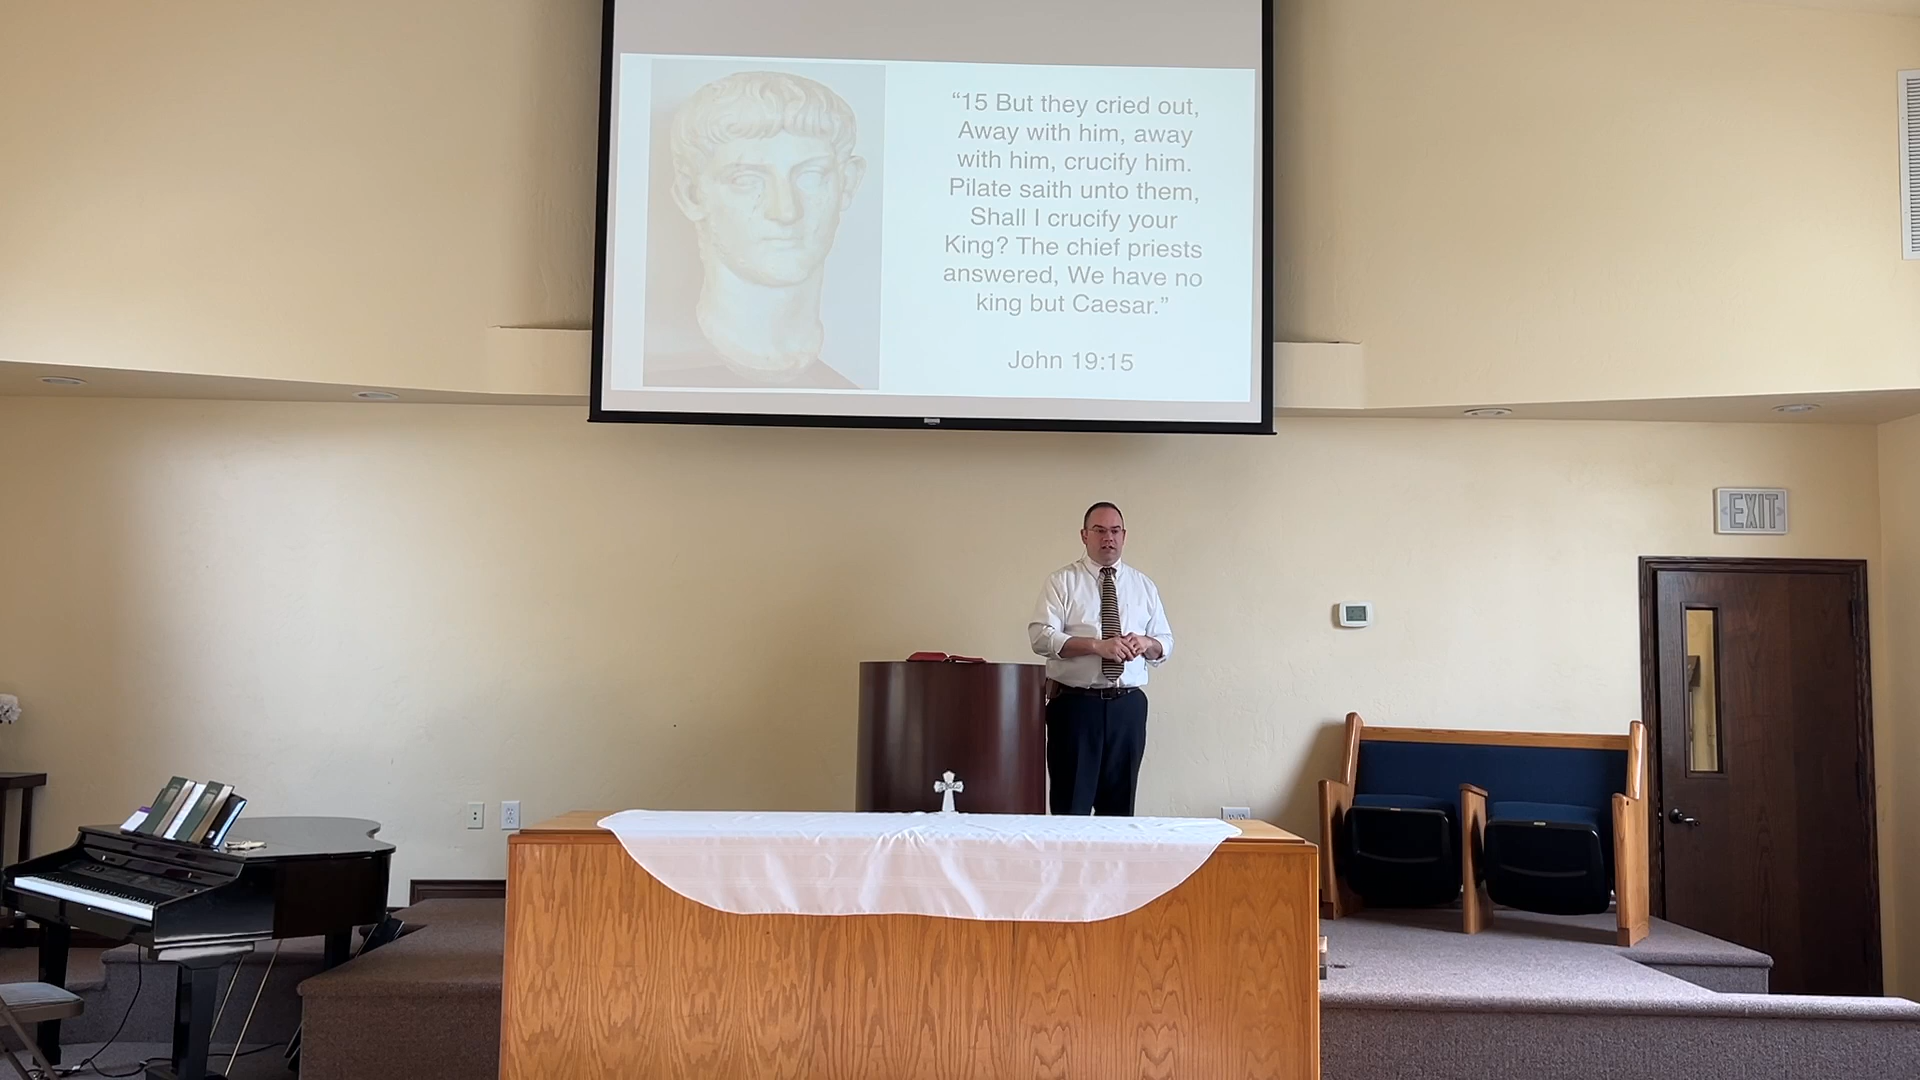 “15 But they cried out,
Away with him, away
with him, crucify him.
Pilate saith unto them,
Shall I crucify your
King? The chief priests
answered, We have no
king but Caesar.”
John 19:15
EXIT